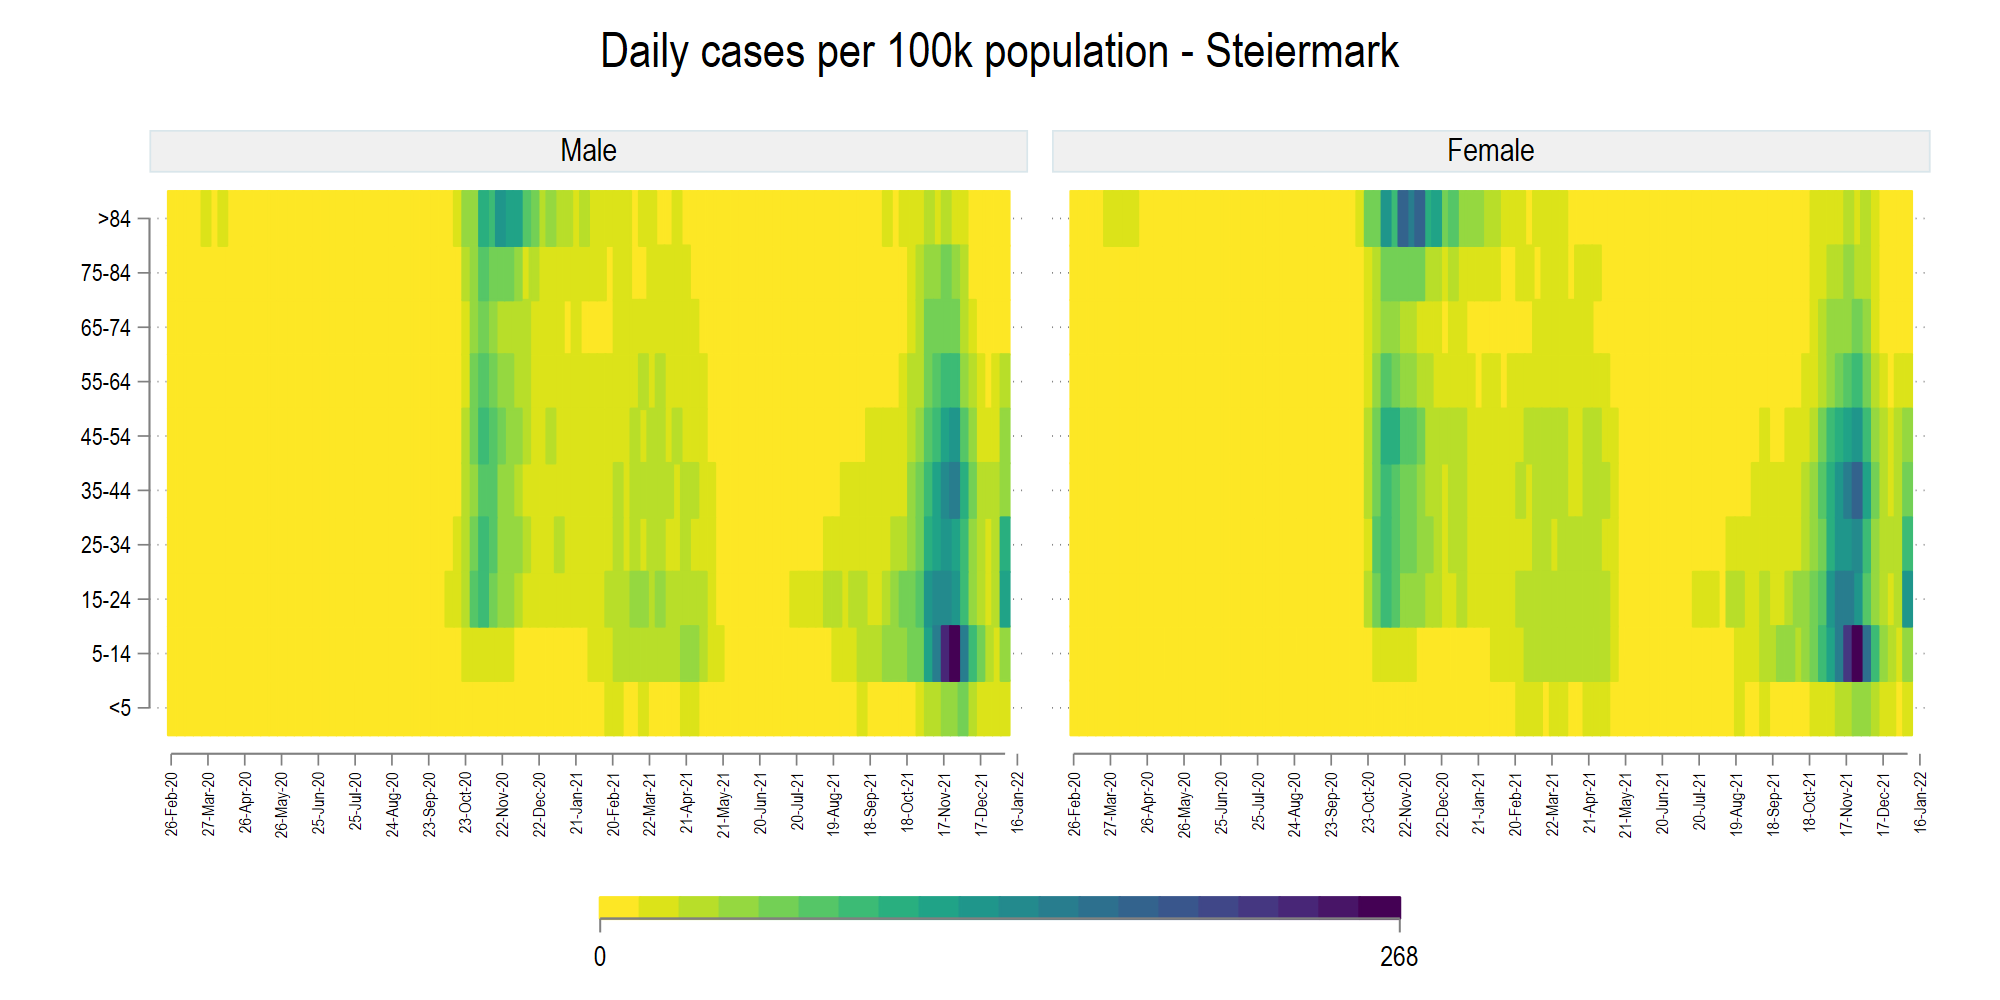 Daily cases per 100k population - Steiermark
Male
Female
>84
75-84
65-74
55-64
45-54
35-44
25-34
15-24
5-14
<5
26-Feb-20
27-Mar-20
26-Apr-20
26-May-20
25-Jun-20
25-Jul-20
24-Aug-20
23-Sep-20
23-Oct-20
22-Nov-20
22-Dec-20
21-Jan-21
20-Feb-21
22-Mar-21
21-Apr-21
21-May-21
20-Jun-21
20-Jul-21
19-Aug-21
18-Sep-21
18-Oct-21
17-Nov-21
17-Dec-21
16-Jan-22
26-Feb-20
27-Mar-20
26-Apr-20
26-May-20
25-Jun-20
25-Jul-20
24-Aug-20
23-Sep-20
23-Oct-20
22-Nov-20
22-Dec-20
21-Jan-21
20-Feb-21
22-Mar-21
21-Apr-21
21-May-21
20-Jun-21
20-Jul-21
19-Aug-21
18-Sep-21
18-Oct-21
17-Nov-21
17-Dec-21
16-Jan-22
0
268